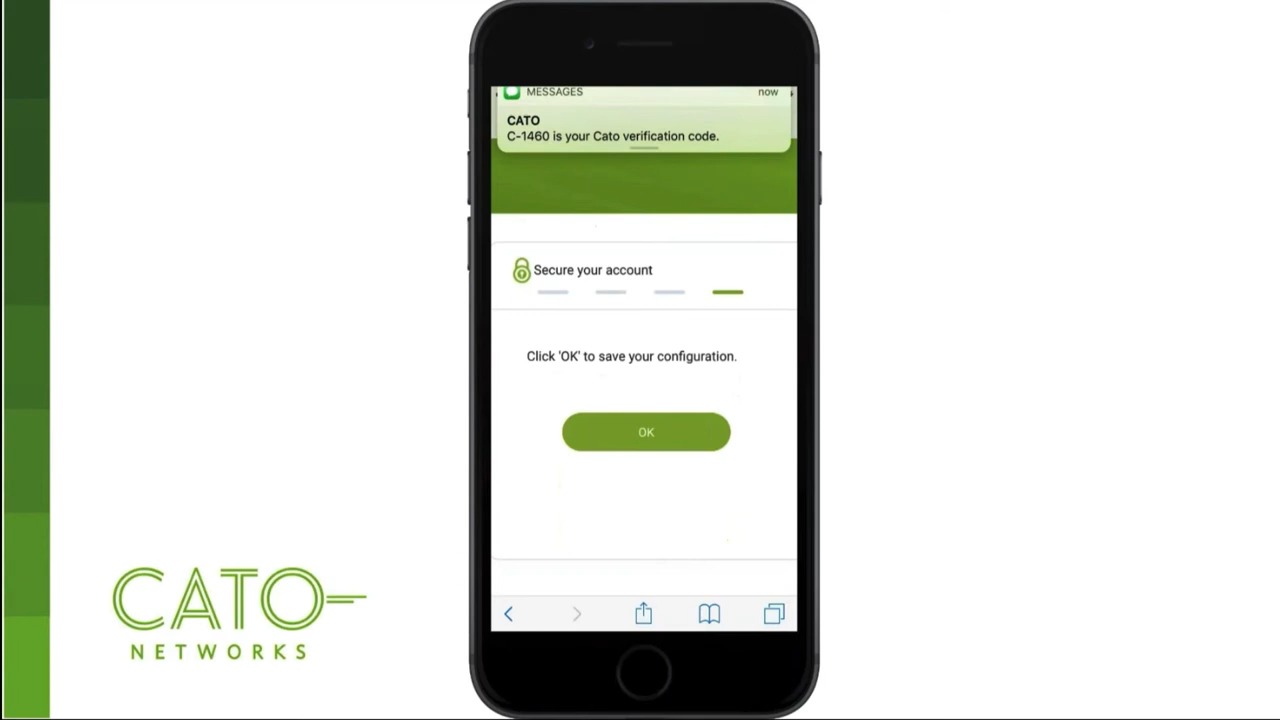 MESSAGES
now
CATO
C-1460 is your Cato verification code.
Secure your account
Click 'OK' to save your configuration.
OK
CATO
NETWORKS